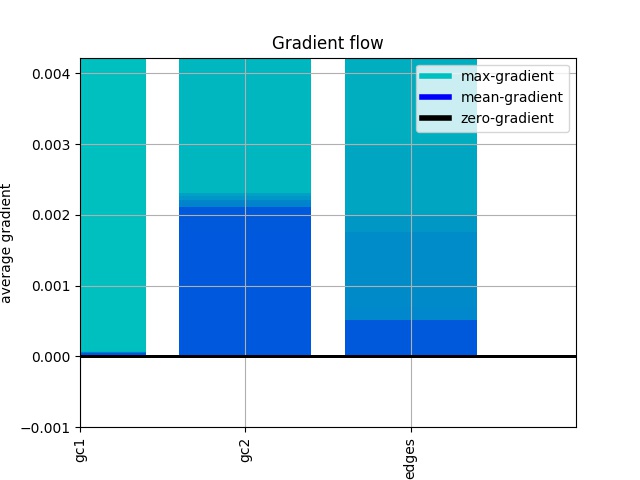 Gradient flow
max-gradient
mean-gradient
zero-gradient
average gradient
0.004
0.003
0.002
0.001
0.000
−0.001
gc1
gc2
edges